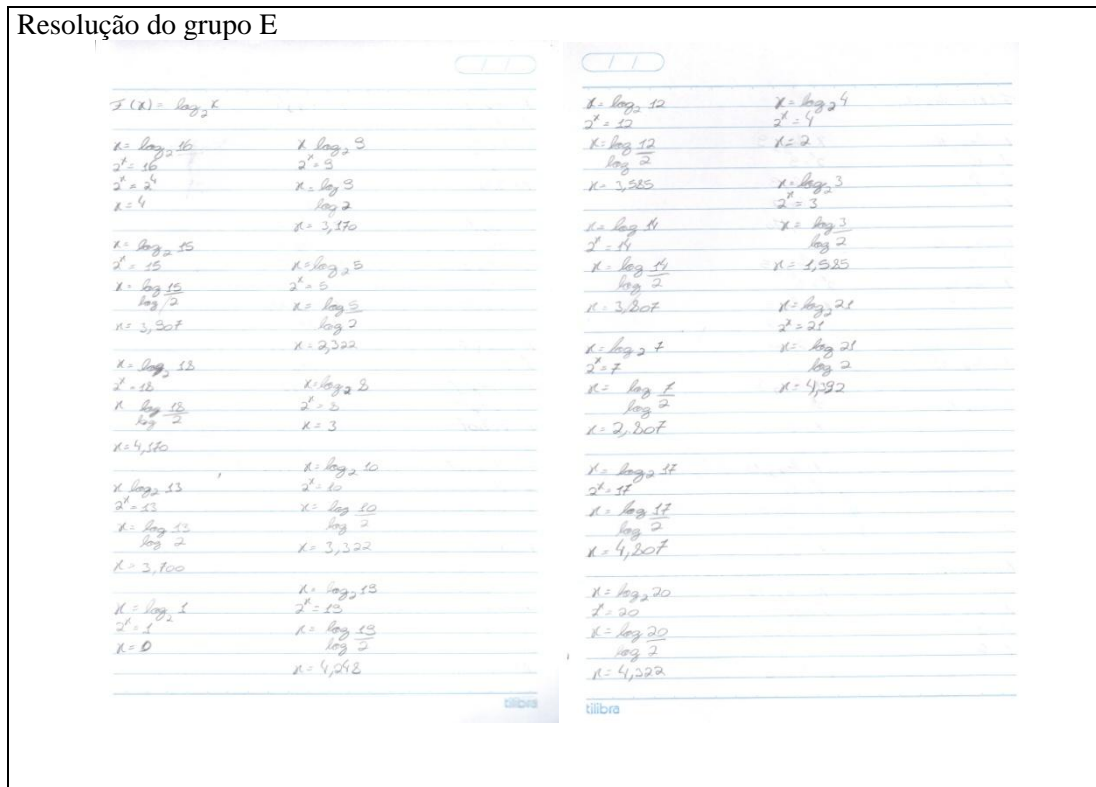 Resolução do grupo E
F(x) = log₂ x
x = log₂ 16
2ˣ = 16
2ˣ = 2⁴
x = 4
x = log₂ 15
2ˣ = 15
x = log 15
log 2
x = 3,907
x = log₂ 18
2ˣ = 18
x log 18
log 2
x = 4,170
x log₂ 13
2ˣ = 13
x = log 13
log 2
x = 3,700
x = log₂ 1
2ˣ = 1
x = 0
x log₂ 9
2ˣ = 9
x = log 9
log 2
x = 3,170
x = log₂ 5
2ˣ = 5
x = log 5
log 2
x = 2,322
x = log₂ 8
2ˣ = 8
x = 3
x = log₂ 10
2ˣ = 10
x = log 10
log 2
x = 3,322
x = log₂ 19
2ˣ = 19
x = log 19
log 2
x = 4,248
tilibra
x = log₂ 12
2ˣ = 12
x = log 12
log 2
x = 3,585
x = log 14
2ˣ = 14
x = log 14
log 2
x = 3,807
x = log₂ 7
2ˣ = 7
x = log 7
log 2
x = 2,807
x = log₂ 17
2ˣ = 17
x = log 17
log 2
x = 4,807
x = log₂ 20
2ˣ = 20
x = log 20
log 2
x = 4,322
x = log₂ 4
2ˣ = 4
x = 2
x = log₂ 3
2ˣ = 3
x = log 3
log 2
x = 1,585
x = log₂ 21
2ˣ = 21
x = log 21
log 2
x = 4,392
tilibra